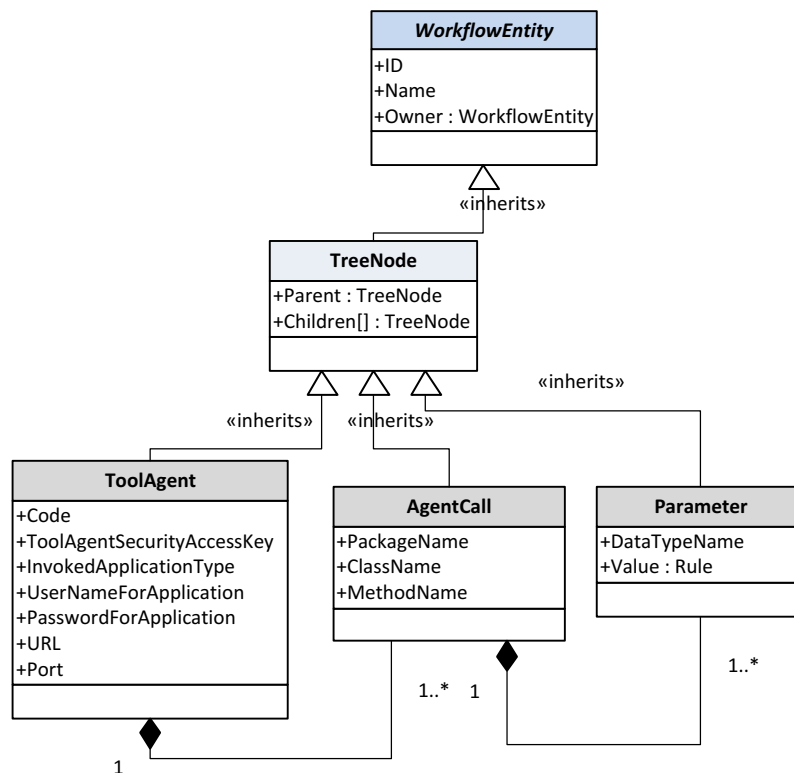 WorkflowEntity
+ID
+Name
+Owner : WorkflowEntity
«inherits»
TreeNode
+Parent : TreeNode
+Children[] : TreeNode
«inherits»
«inherits»
«inherits»
ToolAgent
+Code
+ToolAgentSecurityAccessKey
+InvokedApplicationType
+UserNameForApplication
+PasswordForApplication
+URL
+Port
AgentCall
+PackageName
+ClassName
+MethodName
Parameter
+DataTypeName
+Value : Rule
1..*
1
1..*
1